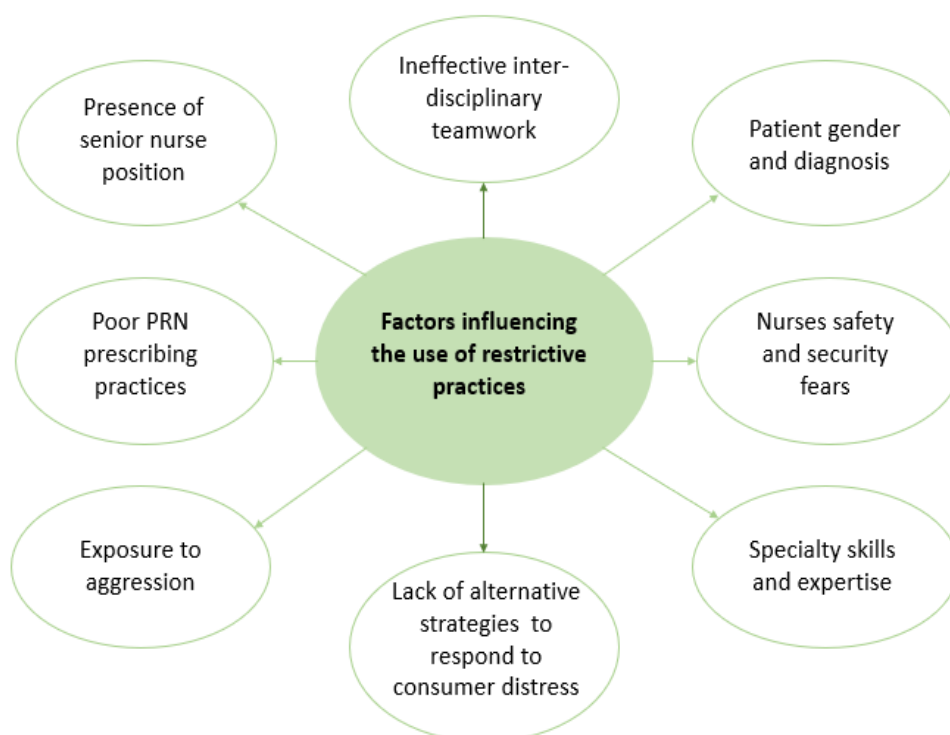 Ineffective inter-
disciplinary
teamwork
Presence of
senior nurse
position
Patient gender
and diagnosis
Factors influencing
the use of restrictive
practices
Poor PRN
prescribing
practices
Nurses safety
and security
fears
Exposure to
aggression
Specialty skills
and expertise
Lack of alternative
strategies to
respond to
consumer distress